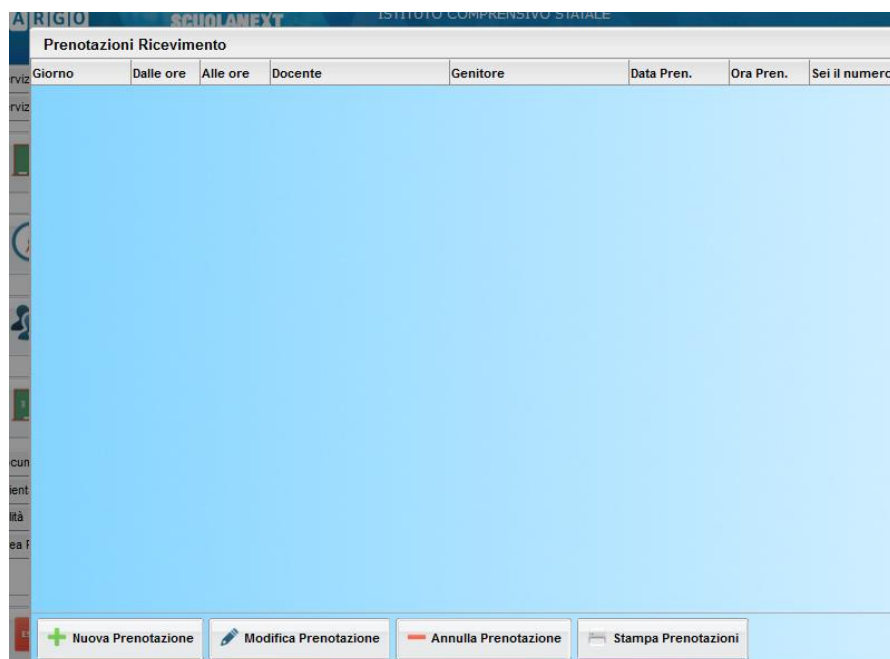 ARGO SCUOLANEXT ISTITUTO COMPRENSIVO STATALE
Prenotazioni Ricevimento
Giorno Dalle ore Alle ore Docente Genitore Data Pren. Ora Pren. Sei il numero
Nuova Prenotazione Modifica Prenotazione Annulla Prenotazione Stampa Prenotazioni